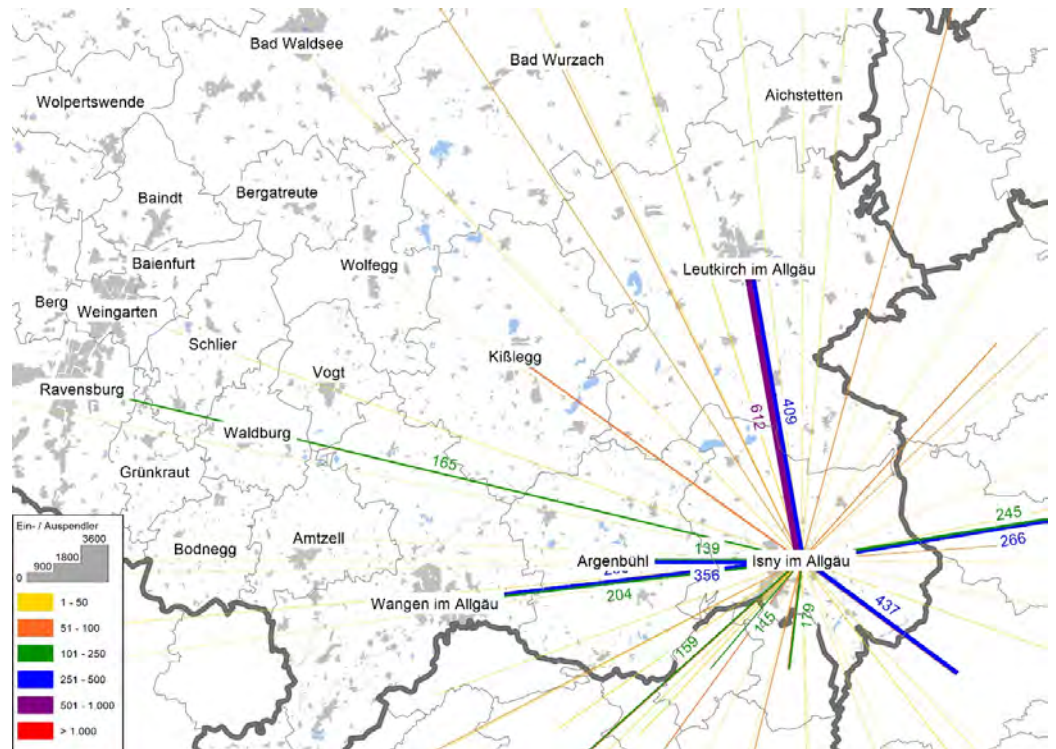 Bad Waldsee
Bad Wurzach
Wolpertswende
Aichstetten
Bergatreute
Baindt
Baienfurt
Wolfegg
Leutkirch im Allgäu
Berg
Weingarten
Schlier
Kißlegg
Vogt
Ravensburg
409
612
Waldburg
165
Grünkraut
245
Ein- / Auspendler
3600
1800
900
0
Bodnegg
Amtzell
139
266
Argenbühl
Isny im Allgäu
356
204
Wangen im Allgäu
437
179
115
159
1 - 50
51 - 100
101 - 250
251 - 500
501 - 1.000
> 1.000